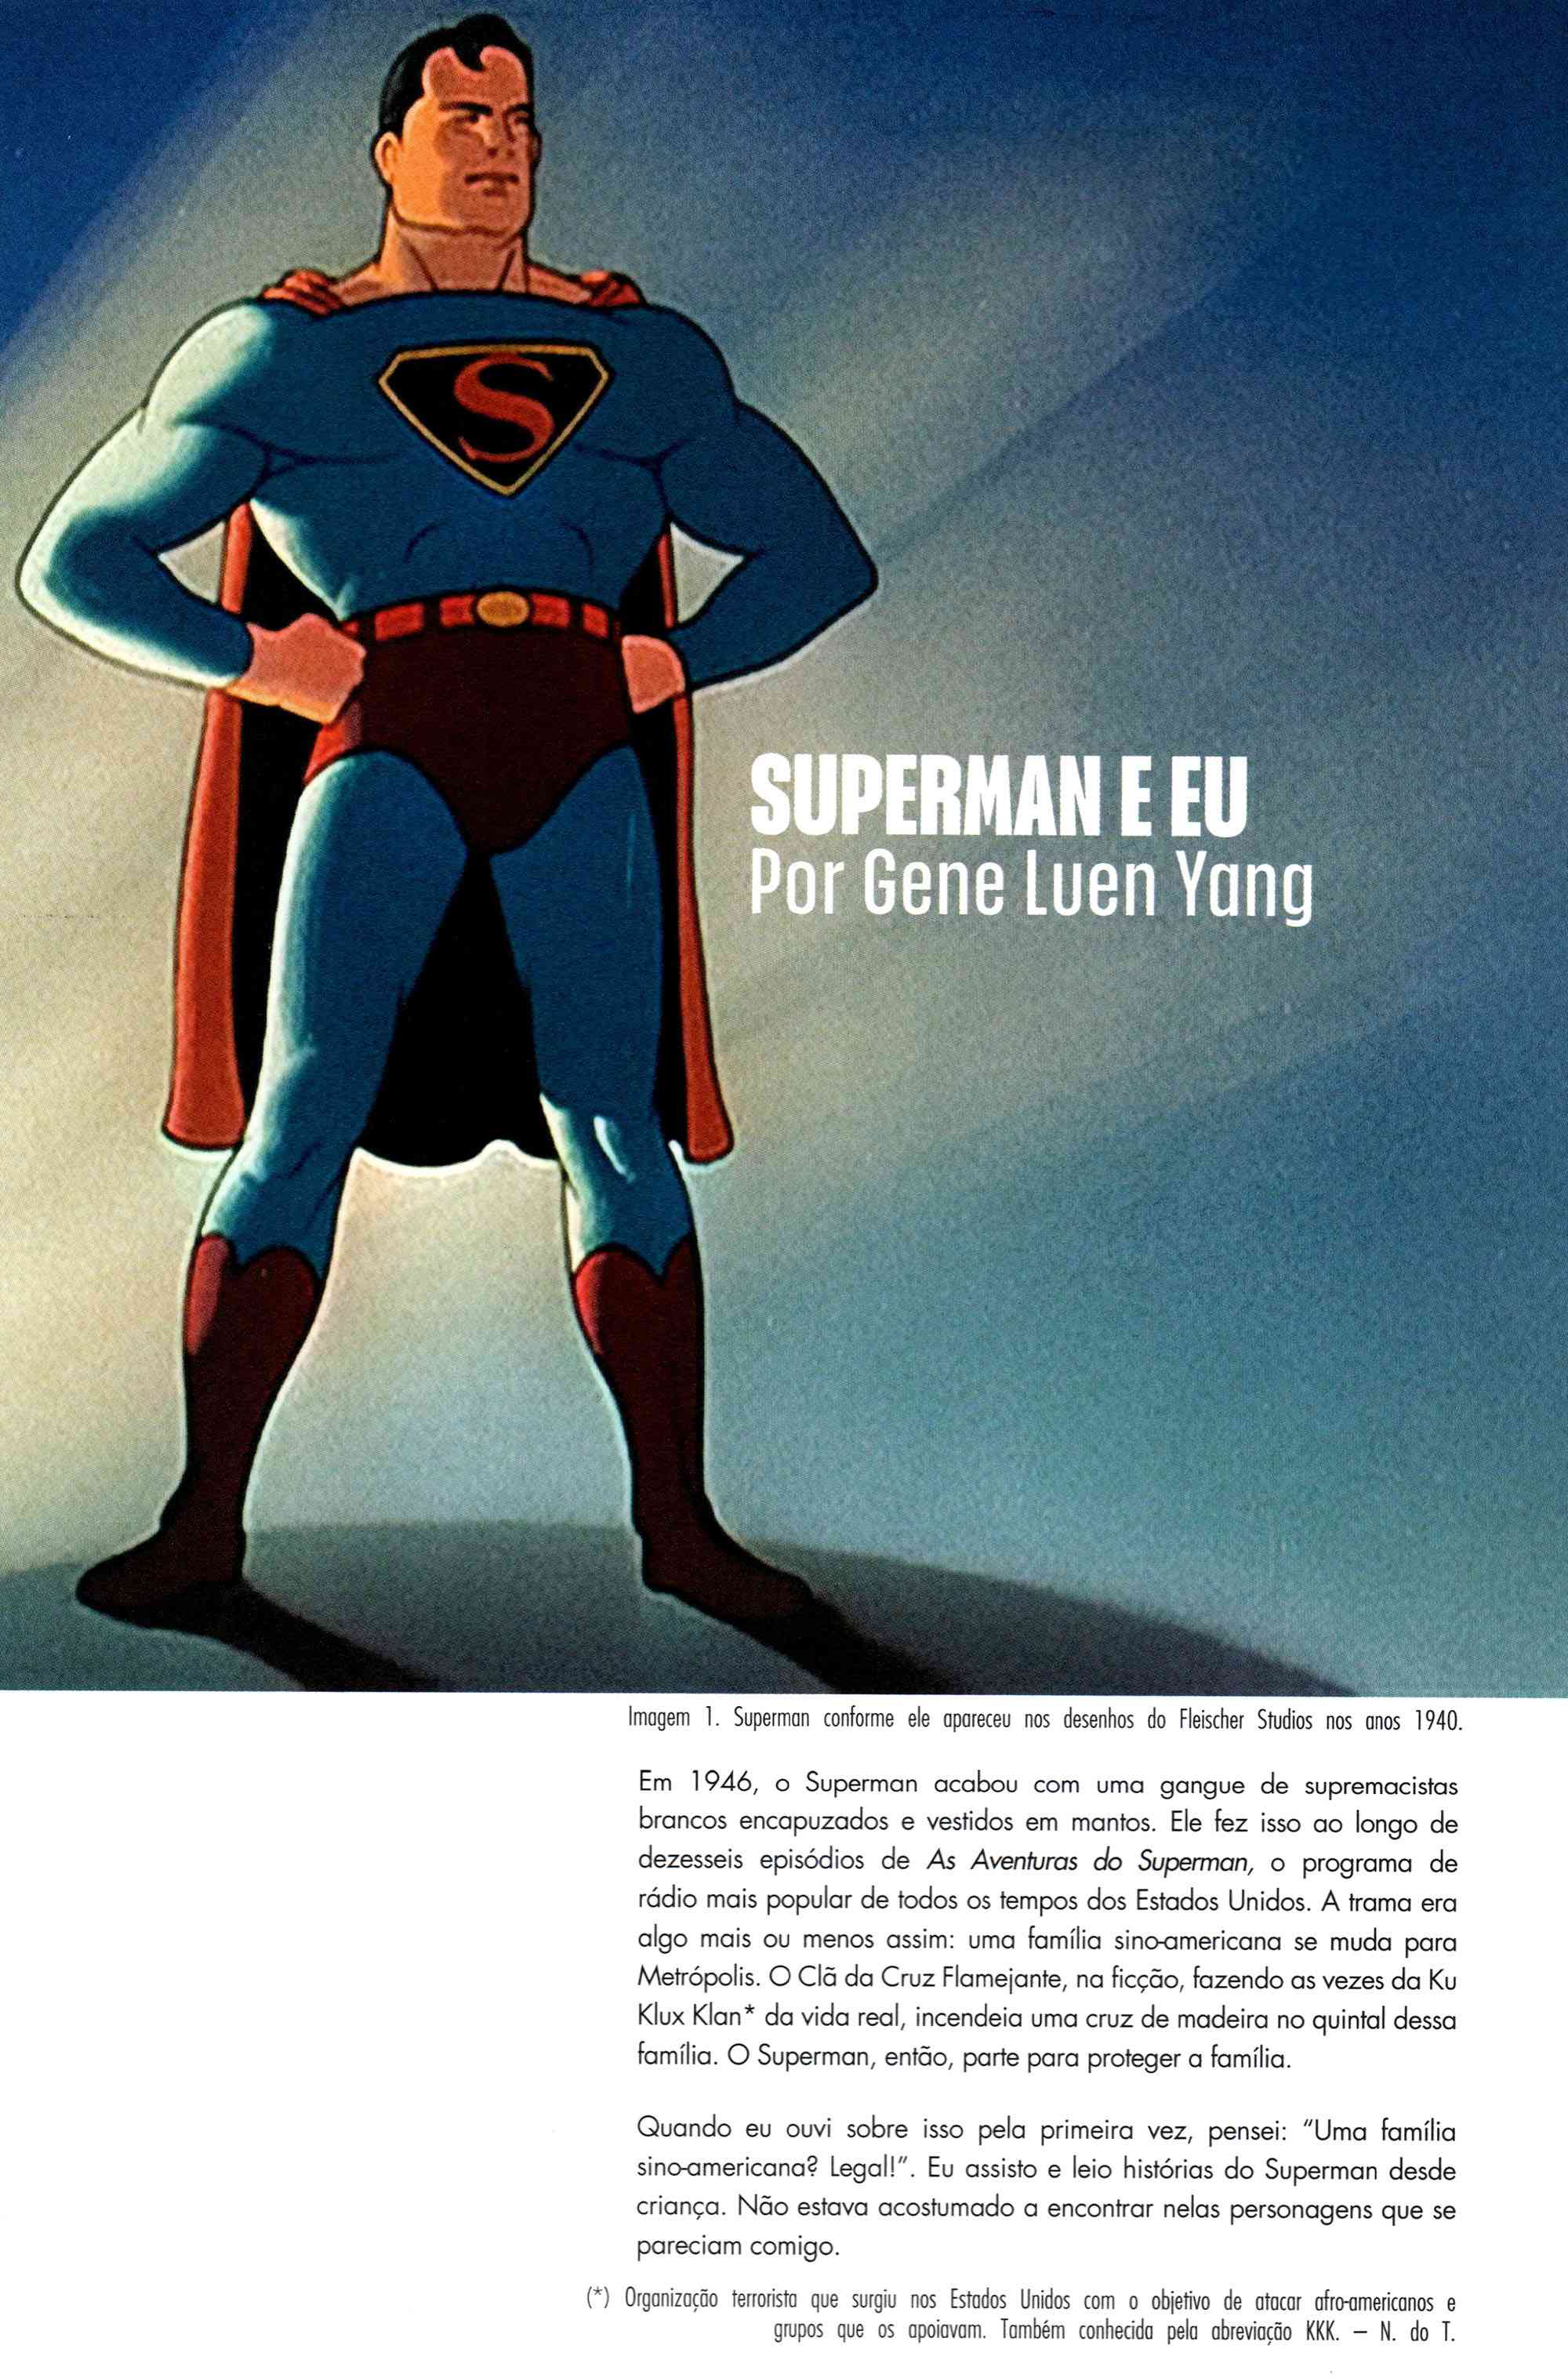 S
SUPERMAN E EU
Por Gene Luen Yang
Imagem 1. Superman conforme ele apareceu nos desenhos do Fleischer Studios nos anos 1940.
Em 1946, o Superman acabou com uma gangue de supremacistas
brancos encapuzados e vestidos em mantos. Ele fez isso ao longo de
dezesseis episódios de As Aventuras do Superman, o programa de
rádio mais popular de todos os tempos dos Estados Unidos. A trama era
algo mais ou menos assim: uma família sino-americana se muda para
Metrópolis. O Clã da Cruz Flamejante, na ficção, fazendo as vezes da Ku
Klux Klan* da vida real, incendeia uma cruz de madeira no quintal dessa
família. O Superman, então, parte para proteger a família.
Quando eu ouvi sobre isso pela primeira vez, pensei: “Uma família
sino-americana? Legal!”. Eu assisto e leio histórias do Superman desde
criança. Não estava acostumado a encontrar nelas personagens que se
pareciam comigo.
(*) Organização terrorista que surgiu nos Estados Unidos com o objetivo de atacar afro-americanos e
grupos que os apoiavam. Também conhecida pela abreviação KKK. — N. do T.